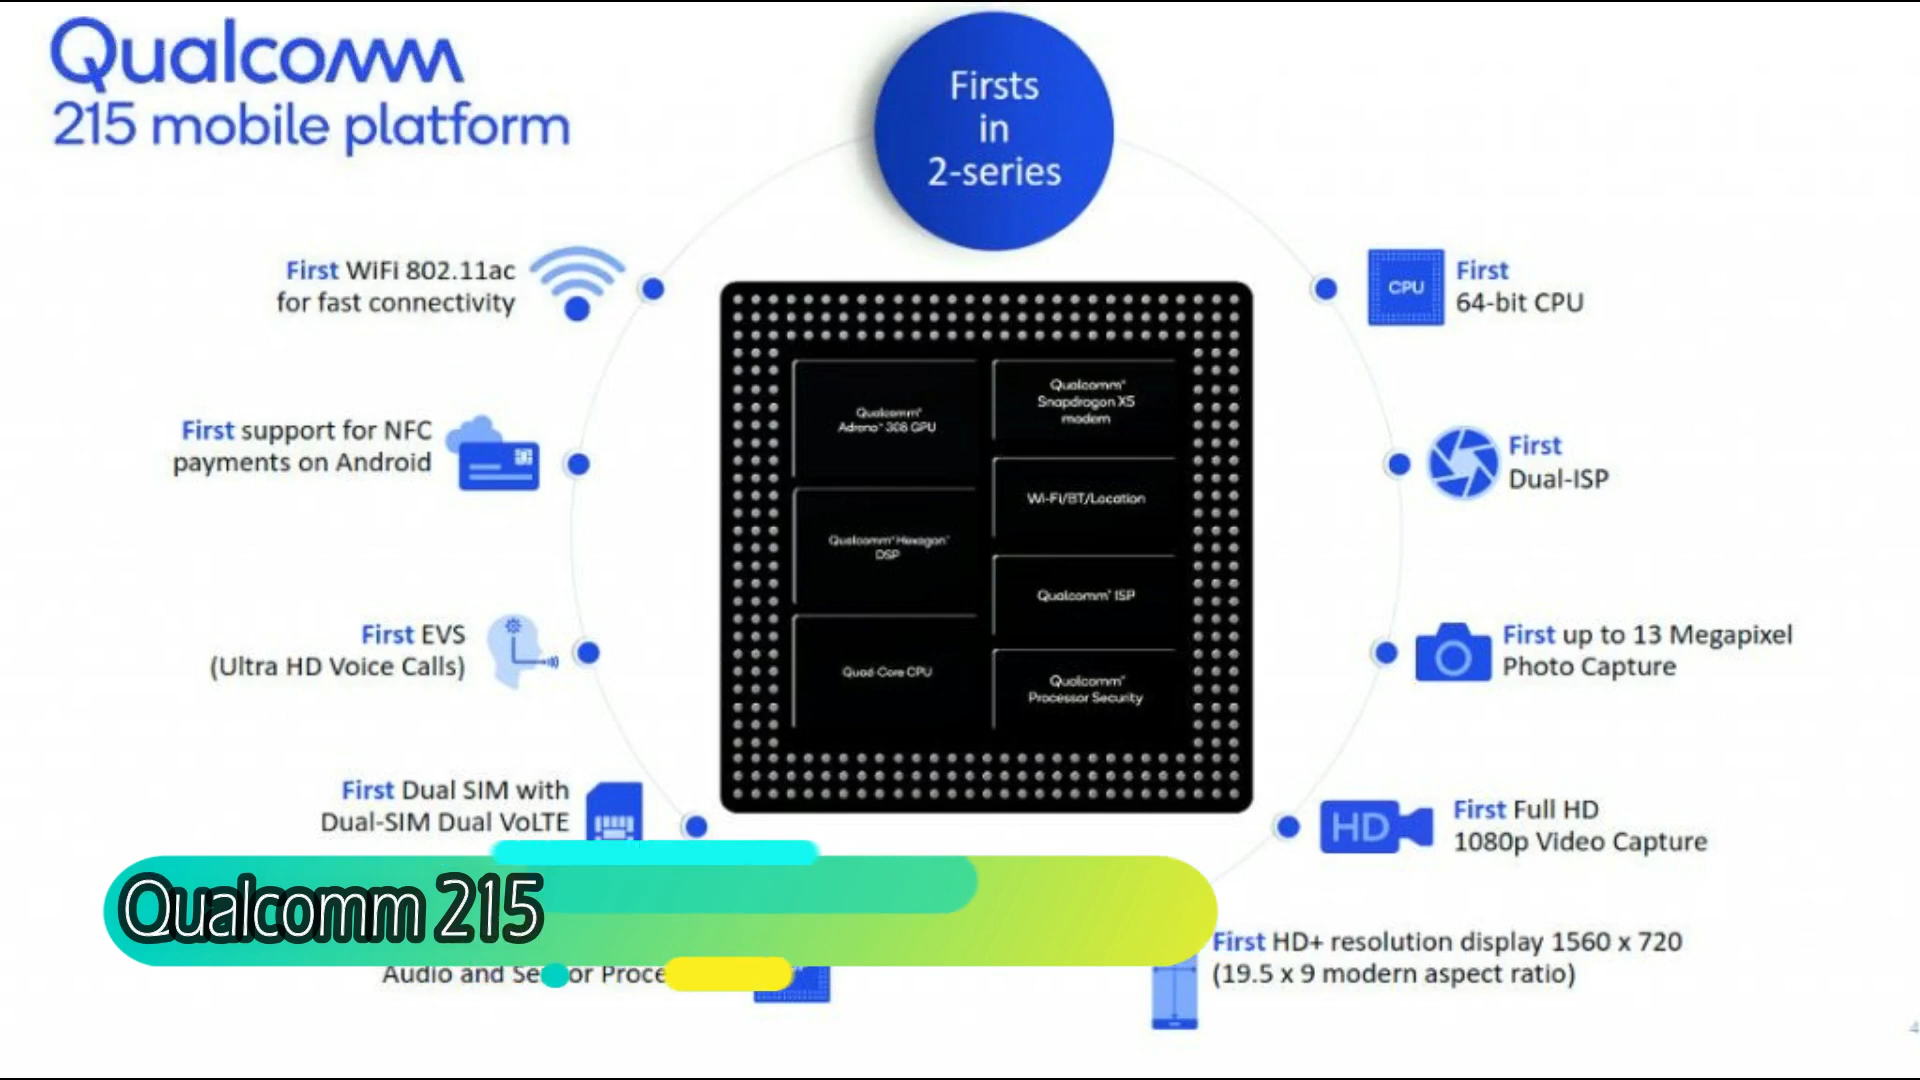 Qualcomm
215 mobile platform
Firsts
in
2-series
First WiFi 802.11ac
for fast connectivity
First support for NFC
payments on Android
First EVS
(Ultra HD Voice Calls)
First Dual SIM with
Dual-SIM Dual VoLTE
Audio and Se or Proce
Qualcomm 215
Qualcomm®
Adreno™ 308 GPU
Qualcomm® Hexagon™
DSP
Quad-Core CPU
Qualcomm®
Snapdragon X5
modem
Wi-Fi/BT/Location
Qualcomm® ISP
Qualcomm®
Processor Security
CPU
First
64-bit CPU
First
Dual-ISP
First up to 13 Megapixel
Photo Capture
HD
First Full HD
1080p Video Capture
First HD+ resolution display 1560 x 720
(19.5 x 9 modern aspect ratio)
4